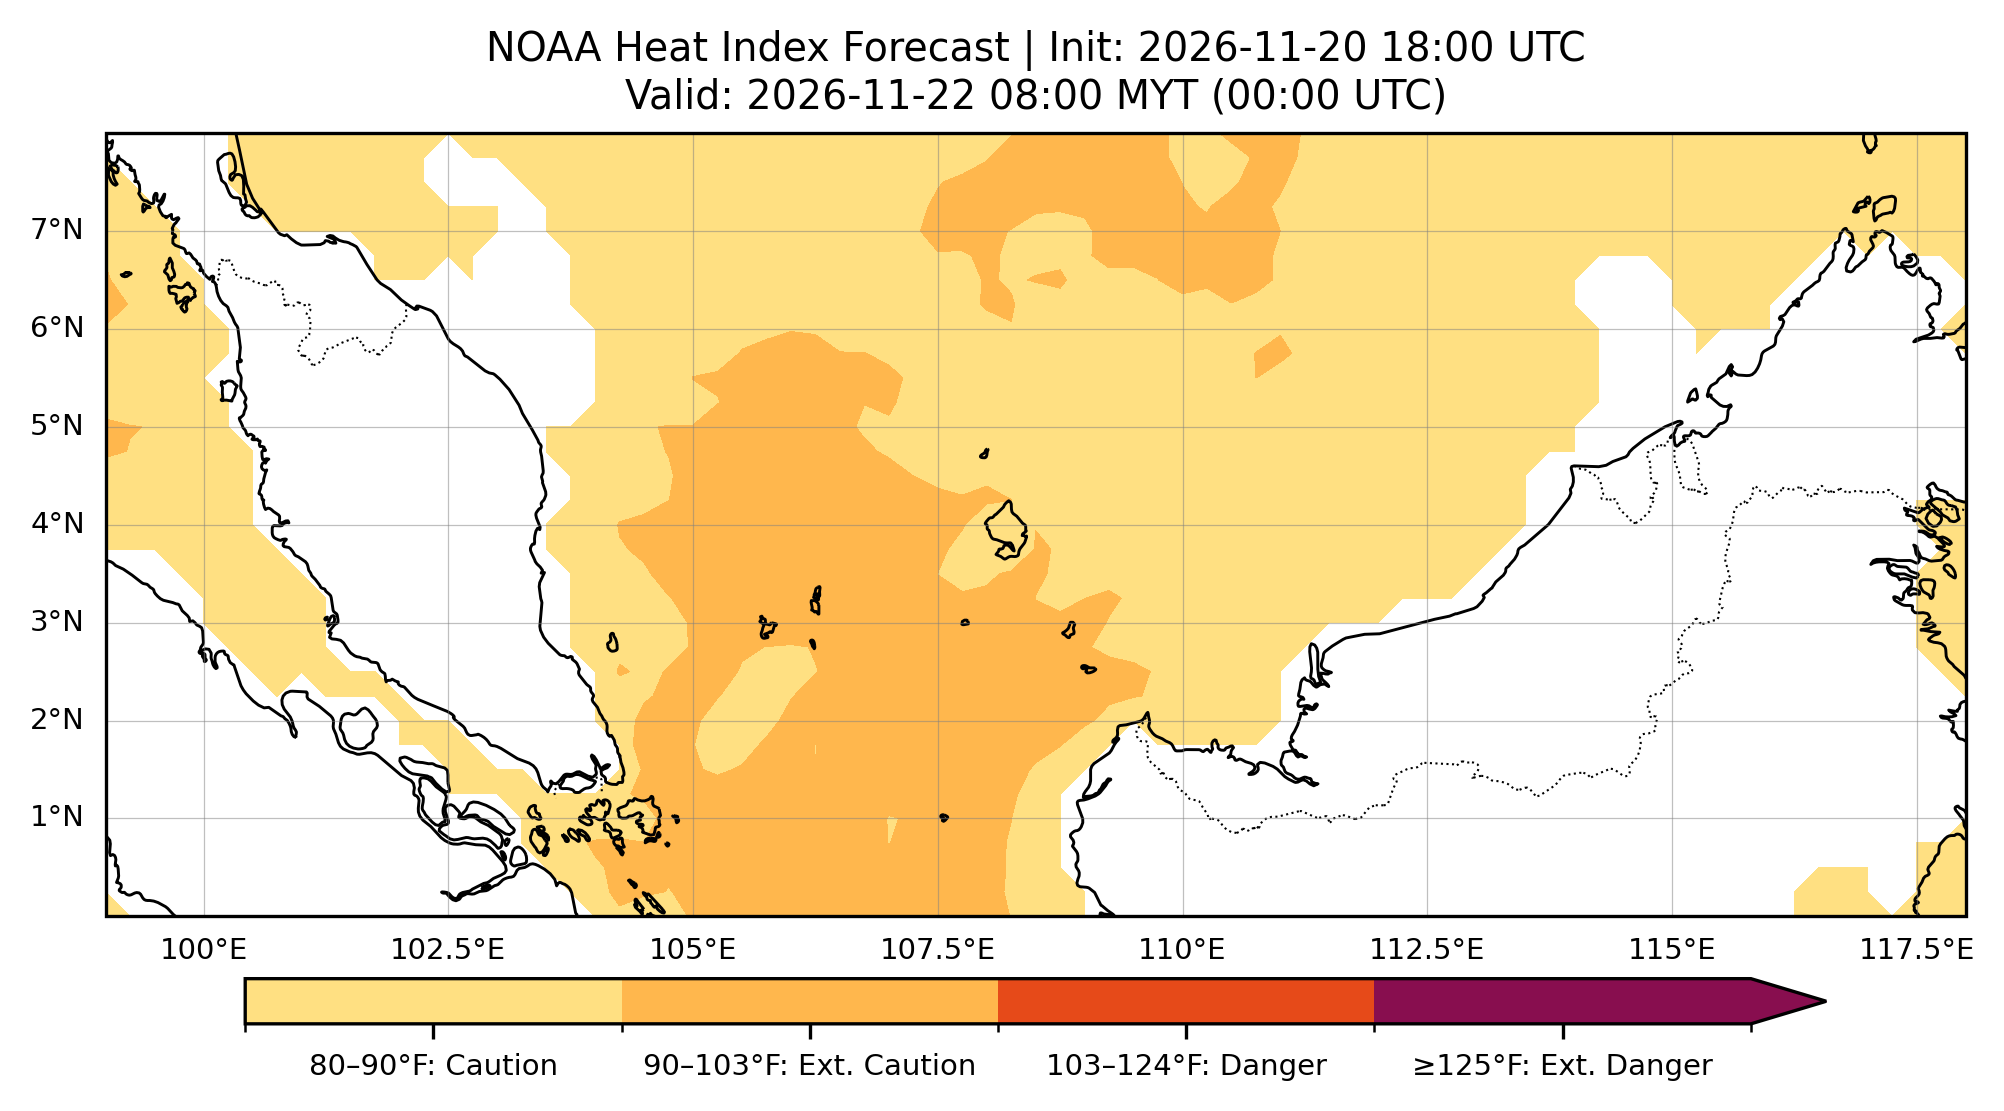 NOAA Heat Index Forecast | Init: 2026-11-20 18:00 UTC
Valid: 2026-11-22 08:00 MYT (00:00 UTC)
7°N
6°N
5°N
4°N
3°N
2°N
1°N
100°E
102.5°E
105°E
107.5°E
110°E
112.5°E
115°E
117.5°E
80–90°F: Caution
90–103°F: Ext. Caution
103–124°F: Danger
≥125°F: Ext. Danger